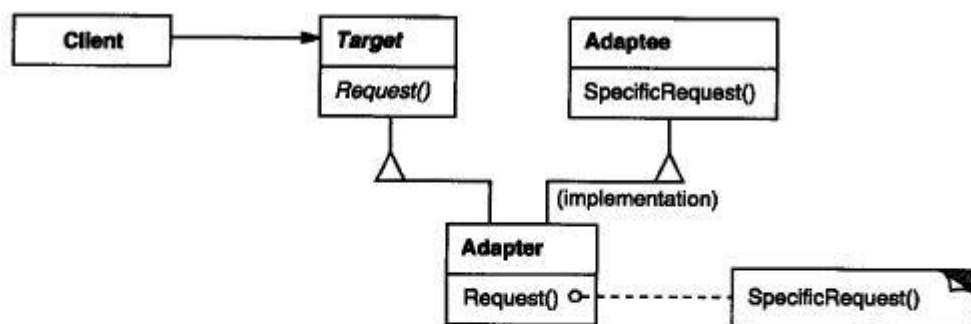 Client
Target
Request()
Adaptee
SpecificRequest()
(implementation)
Adapter
Request()
SpecificRequest()